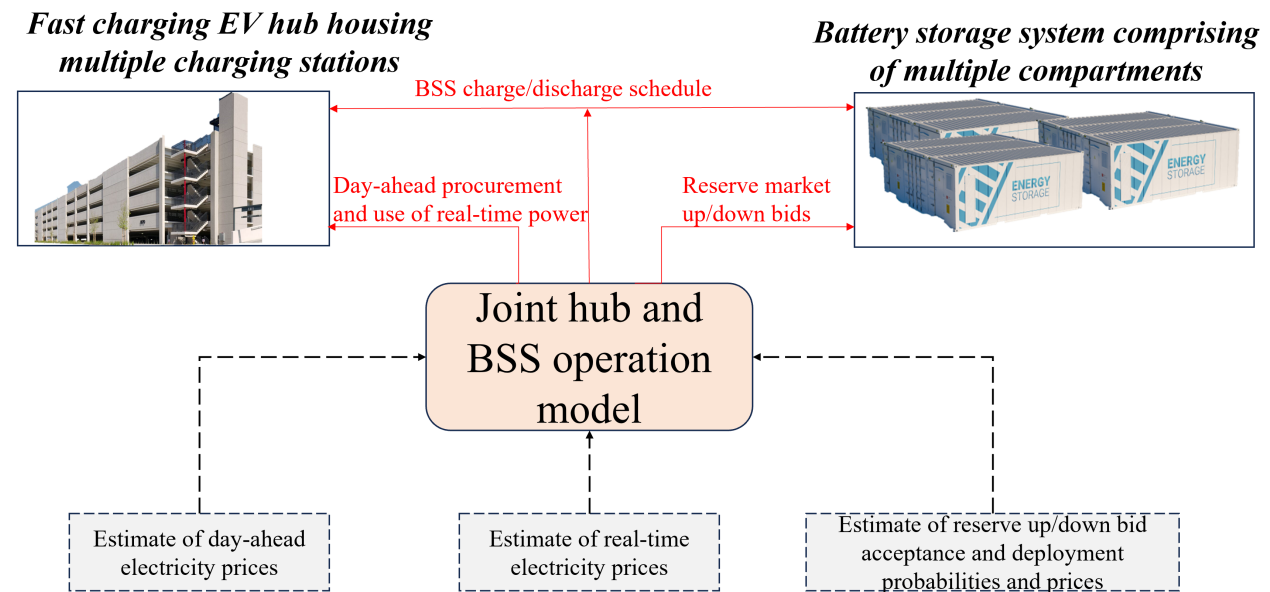 Fast charging EV hub housing
multiple charging stations
Battery storage system comprising
of multiple compartments
BSS charge/discharge schedule
ENERGY
STORAGE
ENERGY
STORAGE
Day-ahead procurement
and use of real-time power
Reserve market
up/down bids
Joint hub and
BSS operation
model
Estimate of day-ahead
electricity prices
Estimate of real-time
electricity prices
Estimate of reserve up/down bid
acceptance and deployment
probabilities and prices